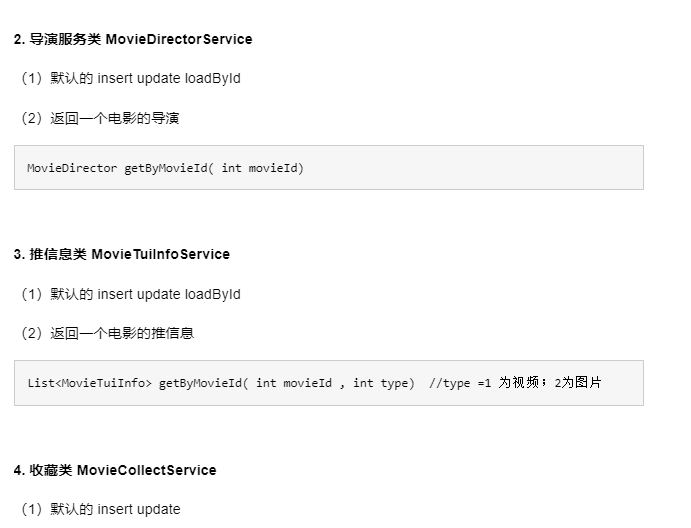 2. 导演服务类 MovieDirectorService
（1）默认的 insert update loadById
（2）返回一个电影的导演
MovieDirector getByMovieId( int movieId)
3. 推信息类 MovieTuiInfoService
（1）默认的 insert update loadById
（2）返回一个电影的推信息
List<MovieTuiInfo> getByMovieId( int movieId , int type)  //type =1 为视频；2为图片
4. 收藏类 MovieCollectService
（1）默认的 insert update